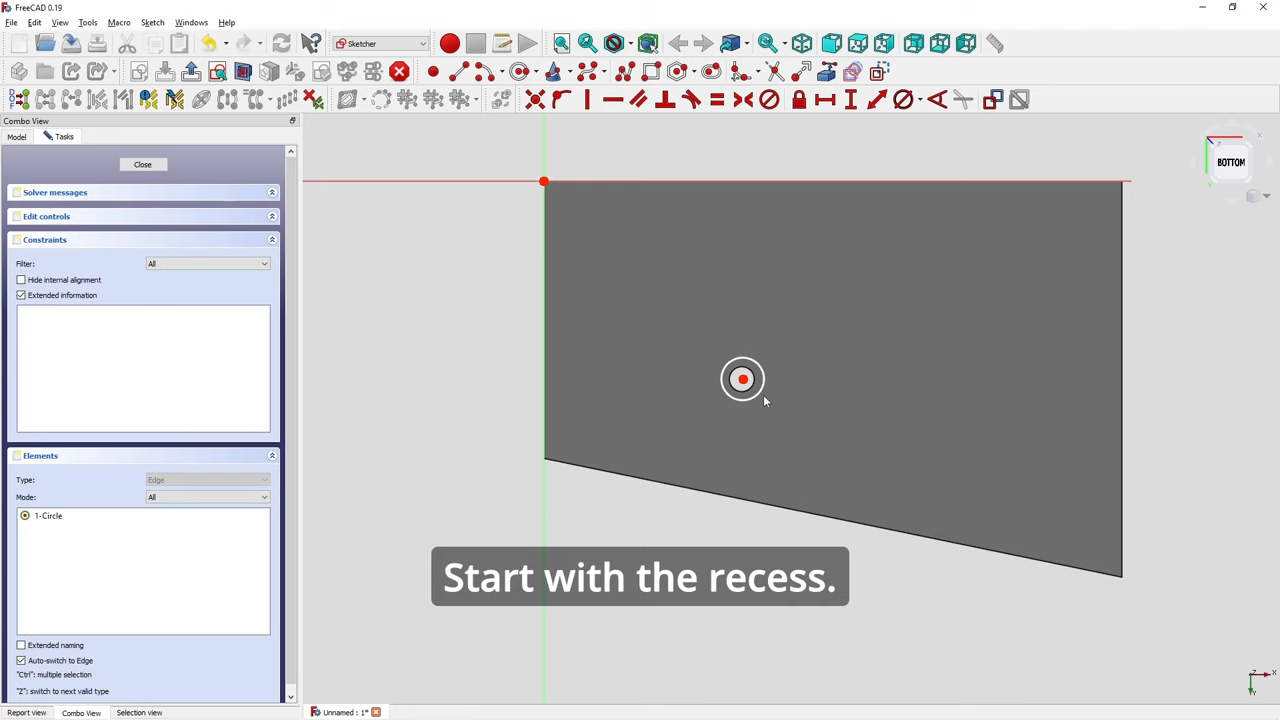 FreeCAD 0.19
File Edit View Tools Macro Sketch Windows Help
Sketcher
Combo View
Model Tasks
Close
Solver messages
Edit controls
Constraints
Filter: All
Hide internal alignment
Extended information
Elements
Type: Edge
Mode: All
1-Circle
Extended naming
Auto-switch to Edge
"Ctrl": multiple selection
"Z": switch to next valid type
Report view Combo View Selection view
Unnamed : 1*
BOTTOM
X
Y
Z
Start with the recess.
X
Y
Z